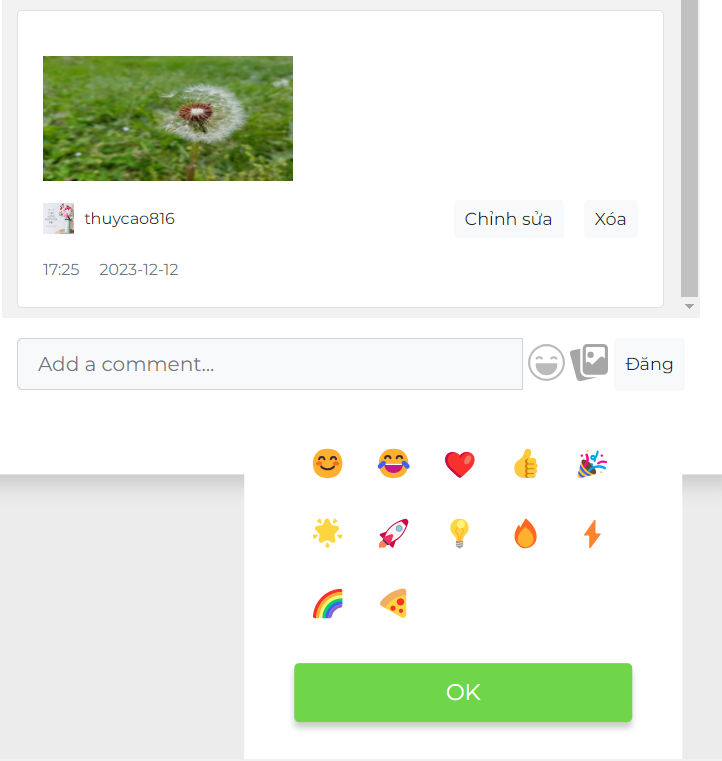 thuycao816
Chỉnh sửa
Xóa
17:25 2023-12-12
Add a comment...
Đăng
OK